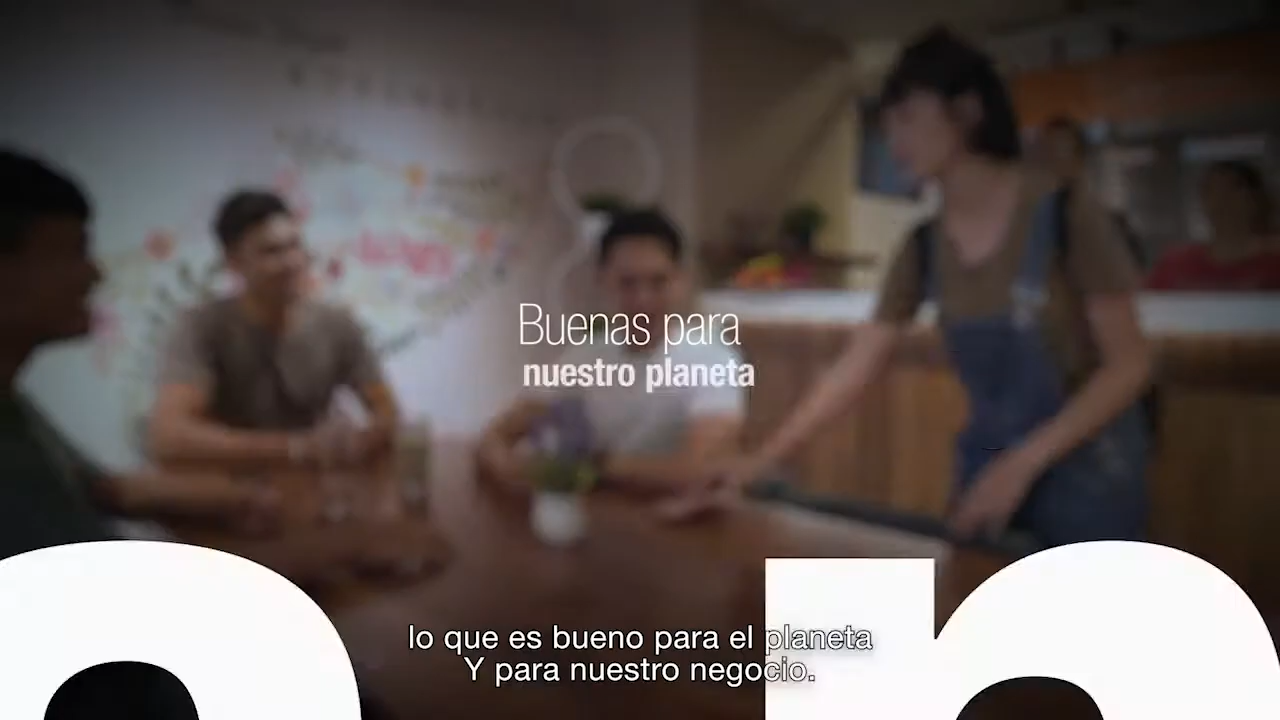 Buenas para
nuestro planeta
lo que es bueno para el planeta
Y para nuestro negocio.